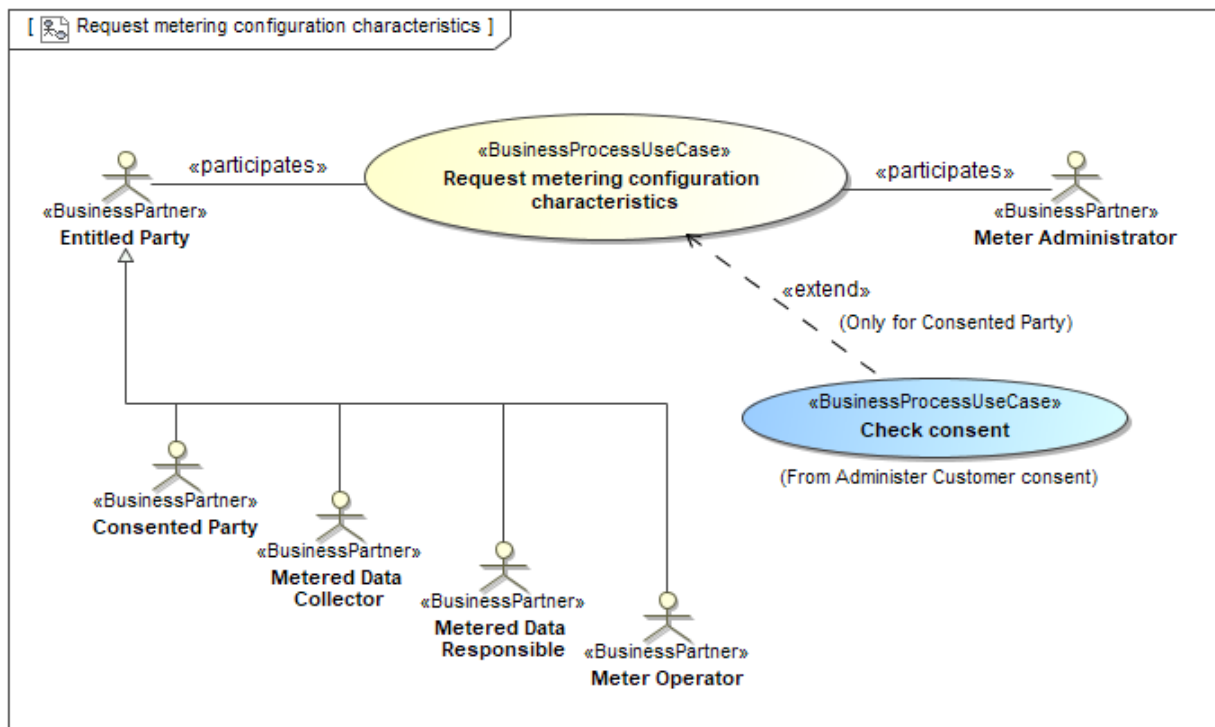 [ Request metering configuration characteristics ]
«BusinessPartner»
Entitled Party
«participates»
«BusinessProcessUseCase»
Request metering configuration
characteristics
«participates»
«BusinessPartner»
Meter Administrator
«extend»
(Only for Consented Party)
«BusinessProcessUseCase»
Check consent
(From Administer Customer consent)
«BusinessPartner»
Consented Party
«BusinessPartner»
Metered Data
Collector
«BusinessPartner»
Metered Data
Responsible
«BusinessPartner»
Meter Operator